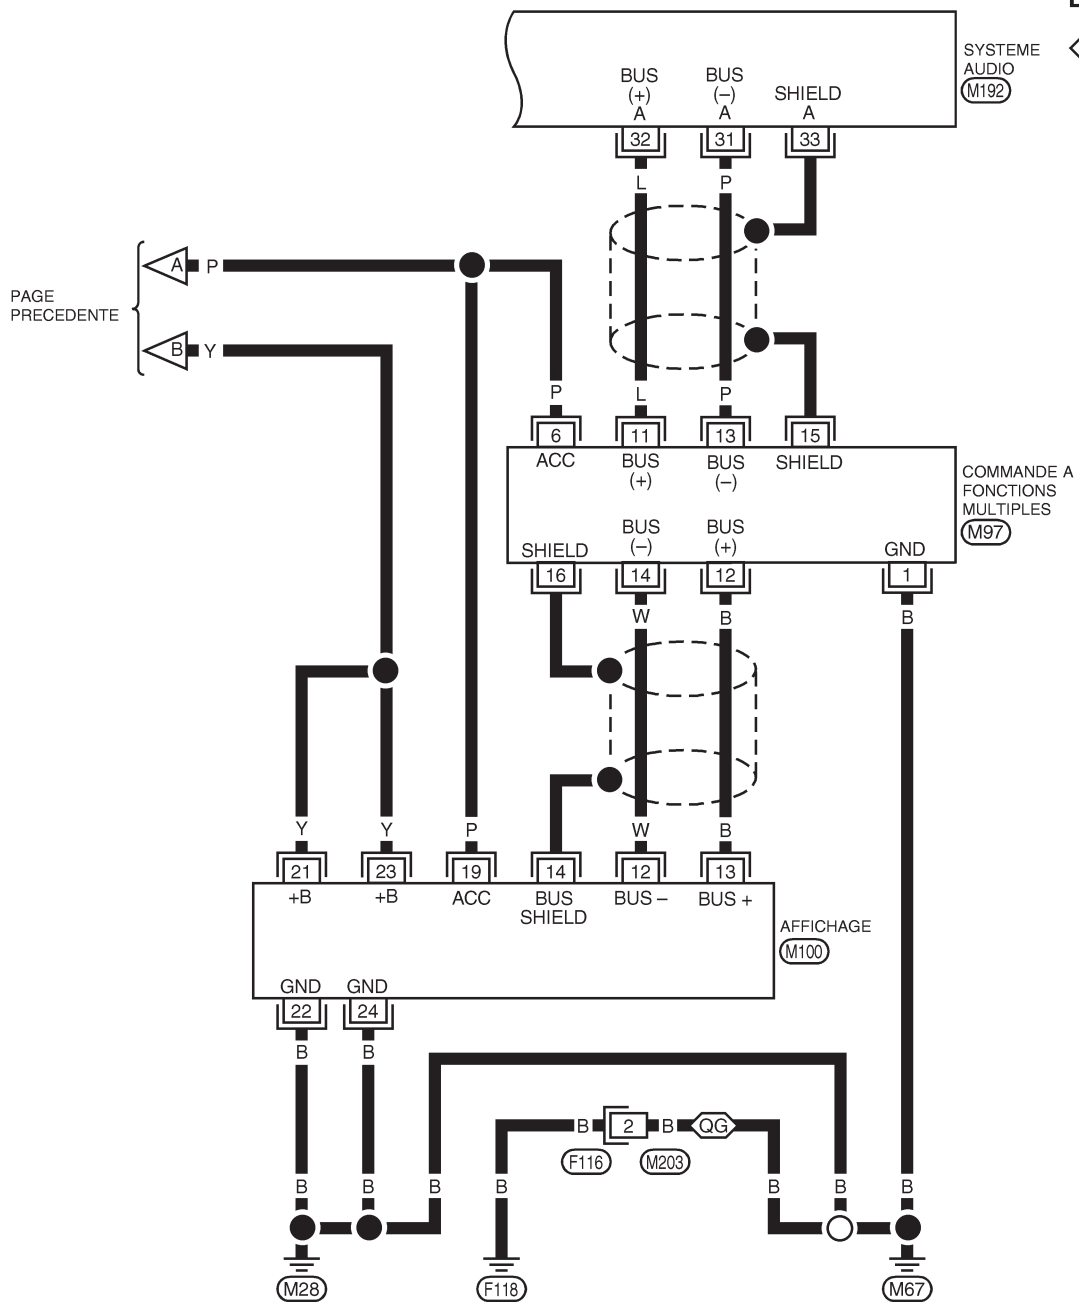 SYSTEME
AUDIO
M192
BUS BUS
(+) (–) SHIELD
A A A
32 31 33
L P
A P
PAGE
PRECEDENTE
B Y
P L P
6 11 13 15
ACC BUS BUS SHIELD
(+) (–)
COMMANDE A
FONCTIONS
MULTIPLES
M97
BUS BUS
SHIELD (–) (+) GND
16 14 12 1
W B B
Y Y P W B
21 23 19 14 12 13
+B +B ACC BUS BUS – BUS +
SHIELD
AFFICHAGE
M100
GND GND
22 24
B B
B 2 B QG
F116 M203
B B B B B B B
M28 F118 M67